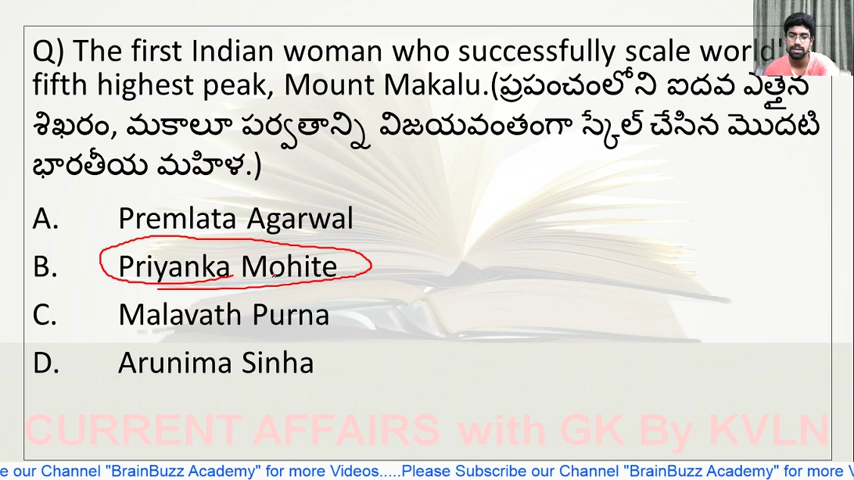 Q) The first Indian woman who successfully scale world's
fifth highest peak, Mount Makalu.(ప్రపంచంలోని ఐదవ ఎత్తైన
శిఖరం, మకాలూ పర్వతాన్ని విజయవంతంగా స్కేల్ చేసిన మొదటి
భారతీయ మహిళ.)
A. Premlata Agarwal
B. Priyanka Mohite
C. Malavath Purna
D. Arunima Sinha
CURRENT AFFAIRS with GK By KVLN
e our Channel "BrainBuzz Academy" for more Videos.....Please Subscribe our Channel "BrainBuzz Academy" for more V